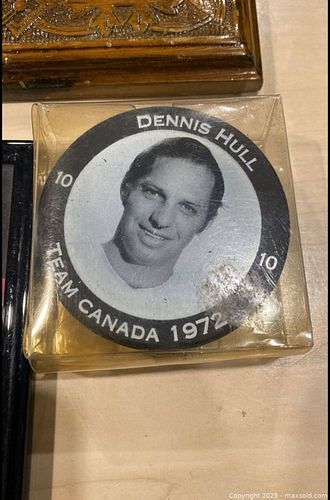 DENNIS HULL
10
10
TEAM CANADA 1972
Copyright 2025 - maxsold.com